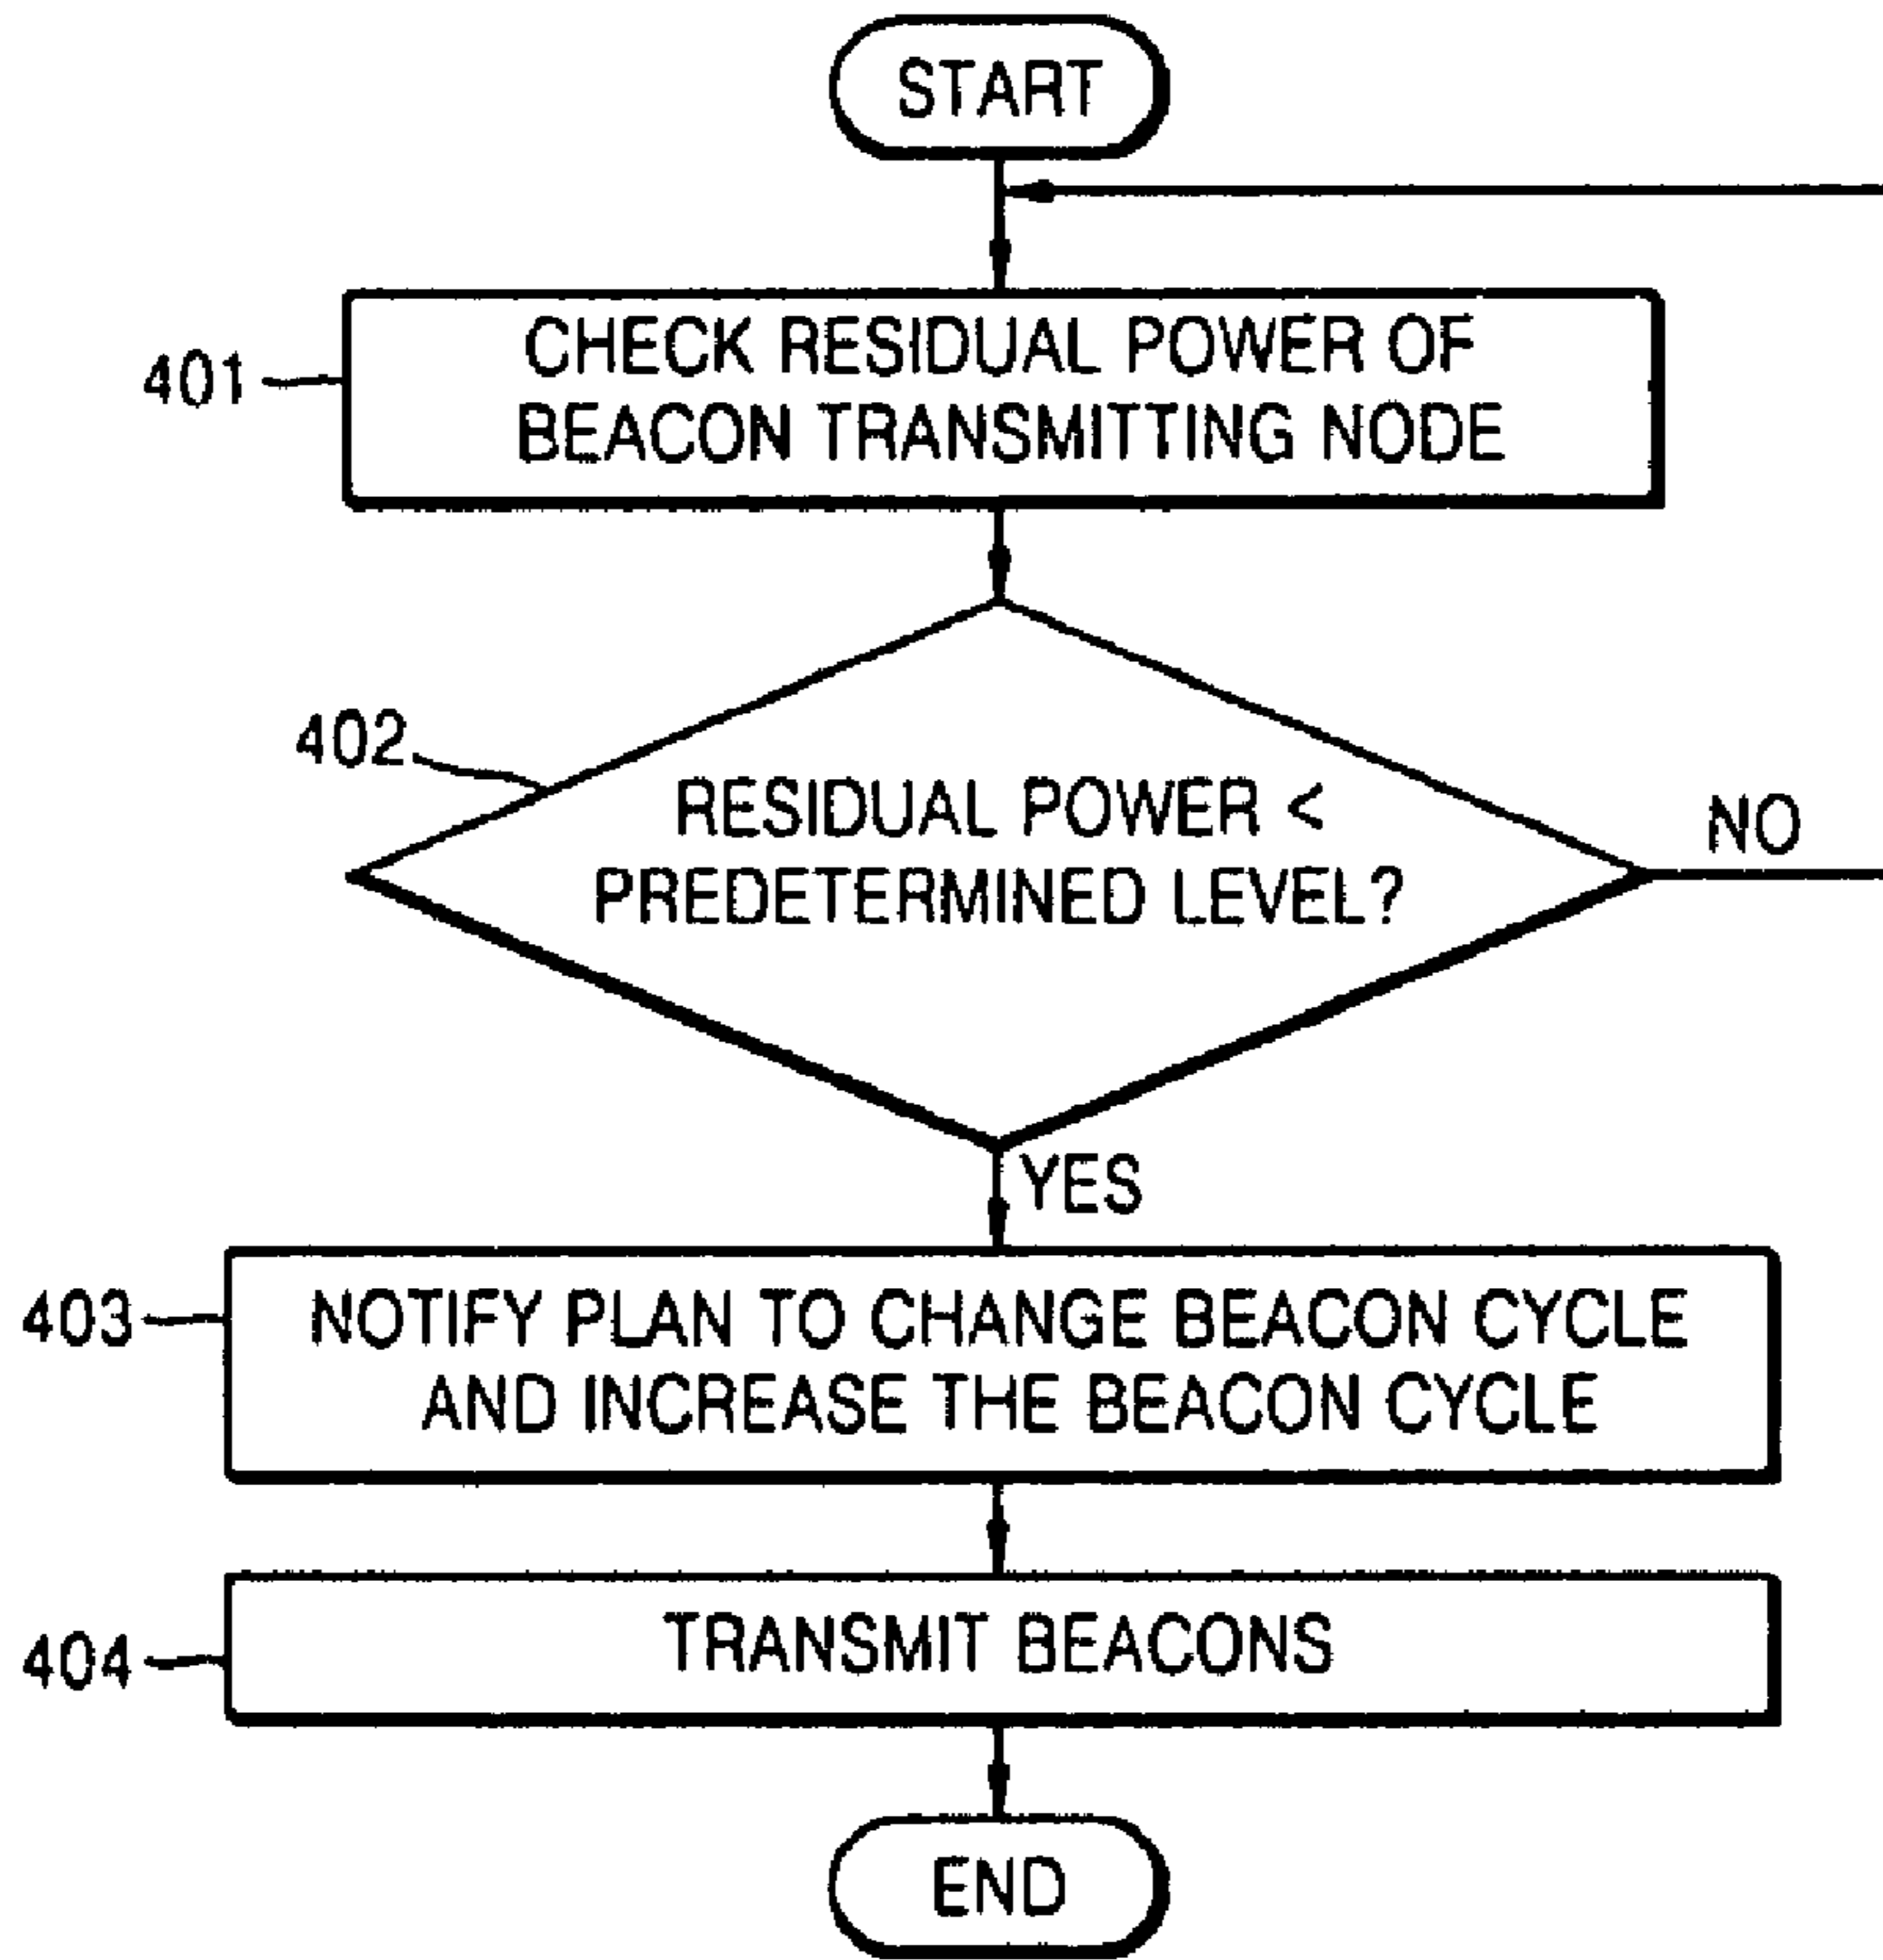 START
401
CHECK RESIDUAL POWER OF
BEACON TRANSMITTING NODE
402
RESIDUAL POWER <
PREDETERMINED LEVEL?
NO
YES
403
NOTIFY PLAN TO CHANGE BEACON CYCLE
AND INCREASE THE BEACON CYCLE
404
TRANSMIT BEACONS
END